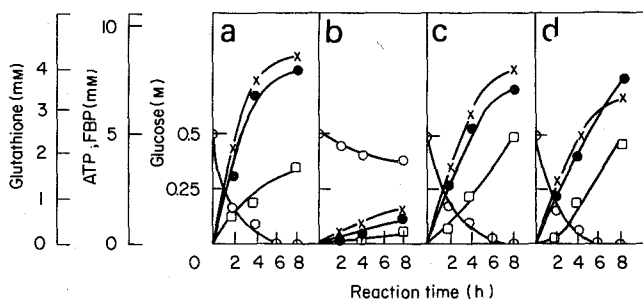 a
b
c
d
Glutathione (mM)
4
3
2
1
0
ATP, FBP (mM)
10
5
0
Glucose (M)
0.5
0.25
0 2 4 6 8 0 2 4 6 8 0 2 4 6 8 0 2 4 6 8
Reaction time (h)